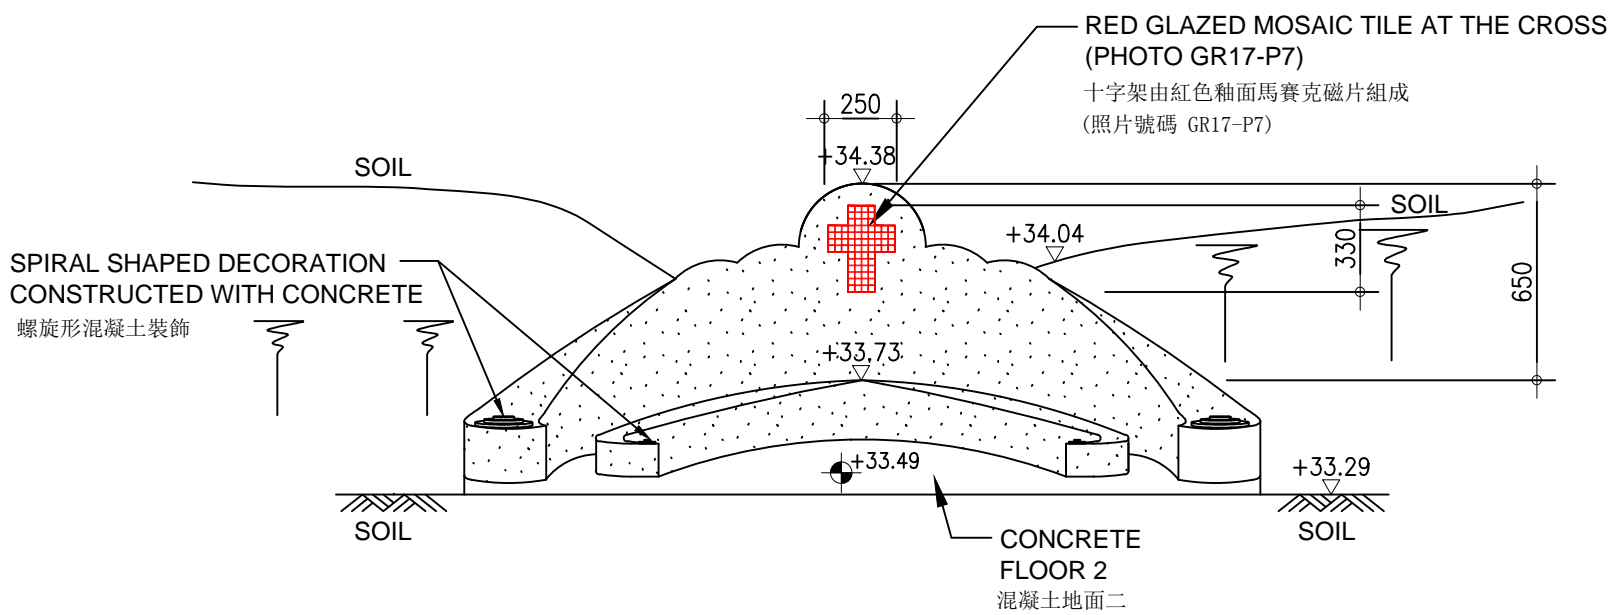 RED GLAZED MOSAIC TILE AT THE CROSS
(PHOTO GR17-P7)
十字架由紅色釉面馬賽克磁片組成
(照片號碼 GR17-P7)
250
+34.38
SOIL
SOIL
+34.04
330
650
SPIRAL SHAPED DECORATION
CONSTRUCTED WITH CONCRETE
螺旋形混凝土裝飾
+33.73
+33.49
+33.29
SOIL
SOIL
CONCRETE
FLOOR 2
混凝土地面二